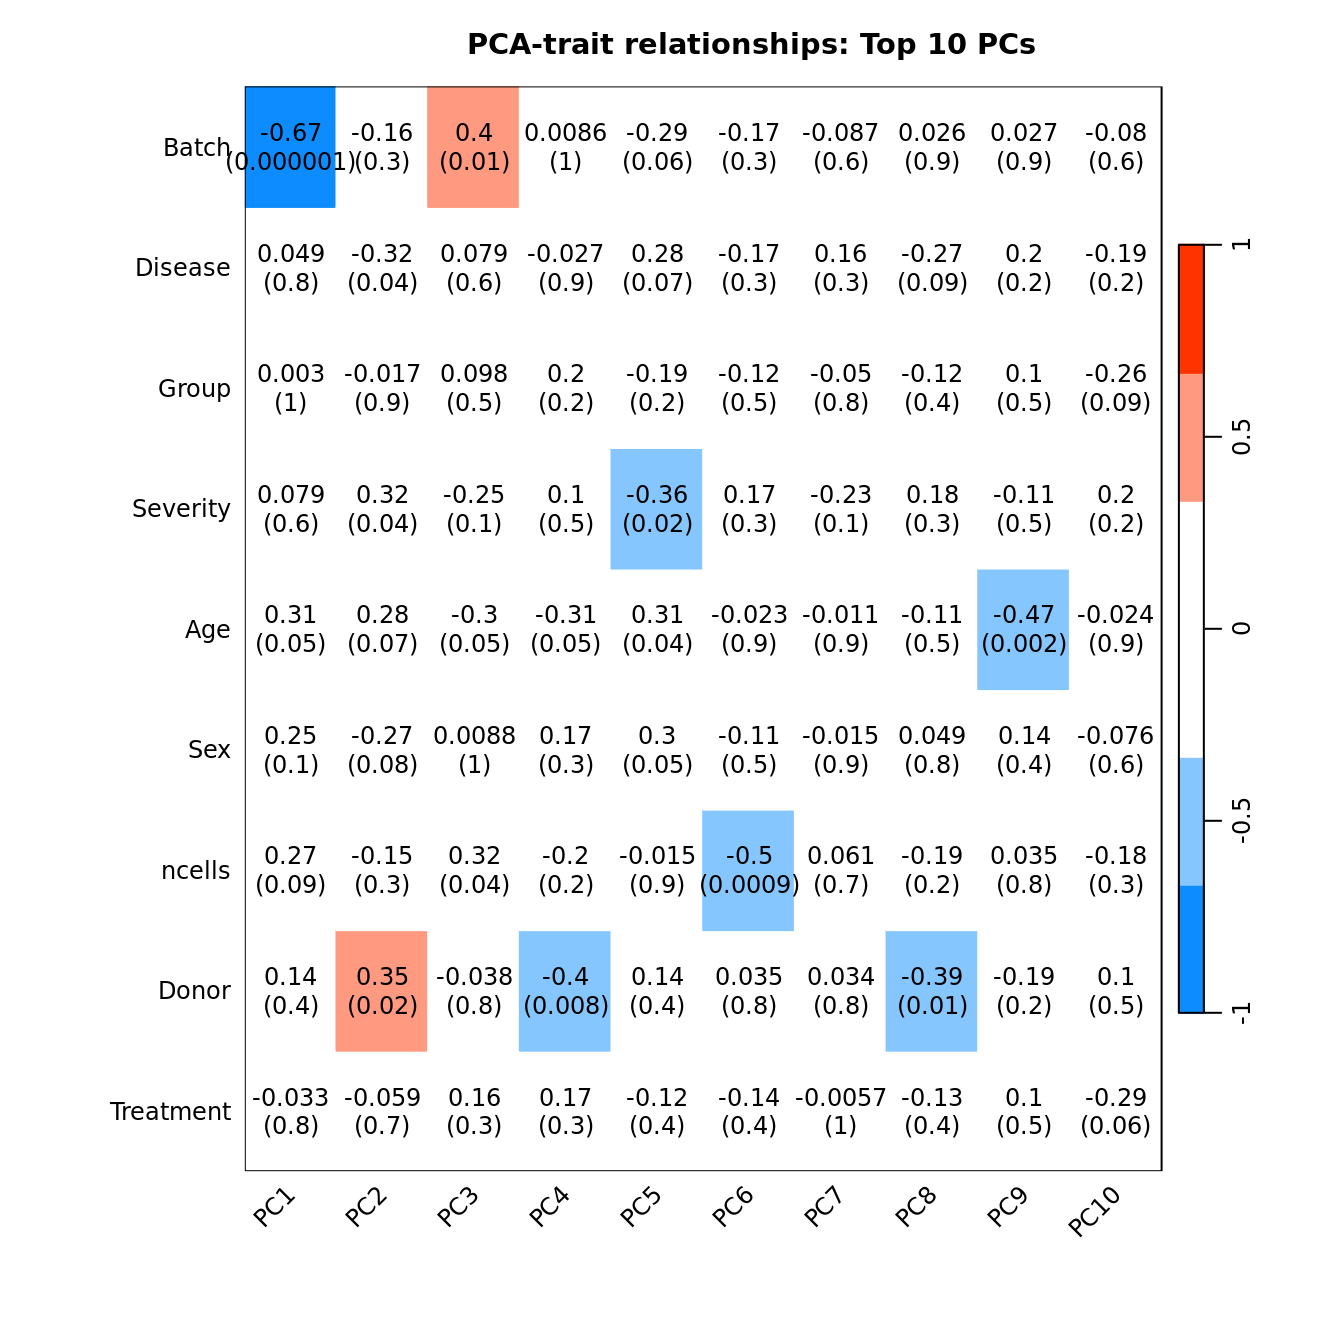 PCA-trait relationships: Top 10 PCs
Batch -0.67 -0.16 0.4 0.0086 -0.29 -0.17 -0.087 0.026 0.027 -0.08
(0.000001) (0.3) (0.01) (1) (0.06) (0.3) (0.6) (0.9) (0.9) (0.6)
Disease 0.049 -0.32 0.079 -0.027 0.28 -0.17 0.16 -0.27 0.2 -0.19
(0.8) (0.04) (0.6) (0.9) (0.07) (0.3) (0.3) (0.09) (0.2) (0.2)
Group 0.003 -0.017 0.098 0.2 -0.19 -0.12 -0.05 -0.12 0.1 -0.26
(1) (0.9) (0.5) (0.2) (0.2) (0.5) (0.8) (0.4) (0.5) (0.09)
Severity 0.079 0.32 -0.25 0.1 -0.36 0.17 -0.23 0.18 -0.11 0.2
(0.6) (0.04) (0.1) (0.5) (0.02) (0.3) (0.1) (0.3) (0.5) (0.2)
Age 0.31 0.28 -0.3 -0.31 0.31 -0.023 -0.011 -0.11 -0.47 -0.024
(0.05) (0.07) (0.05) (0.05) (0.04) (0.9) (0.9) (0.5) (0.002) (0.9)
Sex 0.25 -0.27 0.0088 0.17 0.3 -0.11 -0.015 0.049 0.14 -0.076
(0.1) (0.08) (1) (0.3) (0.05) (0.5) (0.9) (0.8) (0.4) (0.6)
ncells 0.27 -0.15 0.32 -0.2 -0.015 -0.5 0.061 -0.19 0.035 -0.18
(0.09) (0.3) (0.04) (0.2) (0.9) (0.0009) (0.7) (0.2) (0.8) (0.3)
Donor 0.14 0.35 -0.038 -0.4 0.14 0.035 0.034 -0.39 -0.19 0.1
(0.4) (0.02) (0.8) (0.008) (0.4) (0.8) (0.8) (0.01) (0.2) (0.5)
Treatment -0.033 -0.059 0.16 0.17 -0.12 -0.14 -0.0057 -0.13 0.1 -0.29
(0.8) (0.7) (0.3) (0.3) (0.4) (0.4) (1) (0.4) (0.5) (0.06)
PC1 PC2 PC3 PC4 PC5 PC6 PC7 PC8 PC9 PC10
1
0.5
0
-0.5
-1